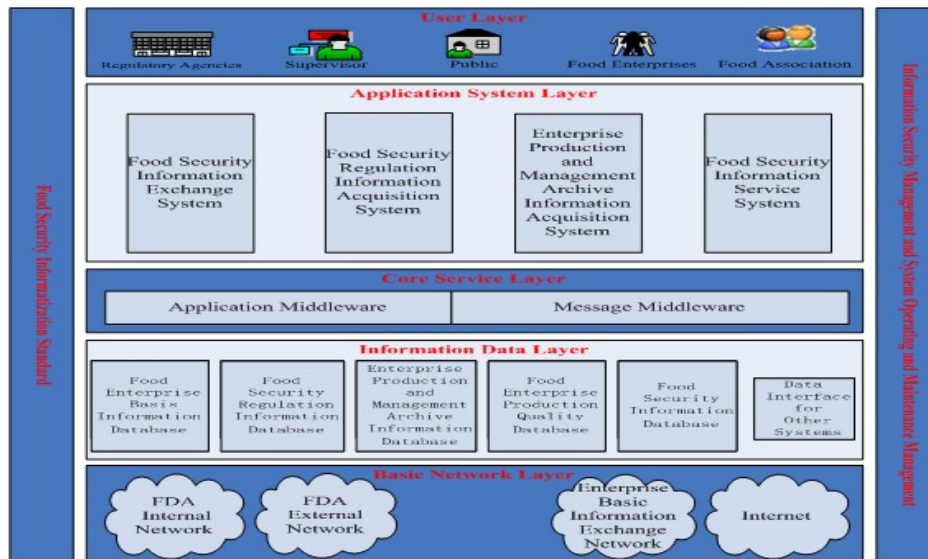 User Layer
Regulatory Agencies
Supervisor
Public
Food Enterprises
Food Association
Application System Layer
Food Security
Information
Exchange
System
Food Security
Regulation
Information
Acquisition
System
Enterprise
Production
and
Management
Archive
Information
Acquisition
System
Food Security
Information
Service
System
Core Service Layer
Application Middleware
Message Middleware
Information Data Layer
Food
Enterprise
Basis
Information
Database
Food
Security
Regulation
Information
Database
Enterprise
Production
and
Management
Archive
Information
Database
Food
Enterprise
Production
Quality
Database
Food
Security
Information
Database
Data
Interface
for
Other
Systems
Basic Network Layer
FDA
Internal
Network
FDA
External
Network
Enterprise
Basic
Information
Exchange
Network
Internet
Food Security Informatization Standard
Information Security Management and System Operating and Maintenance Management